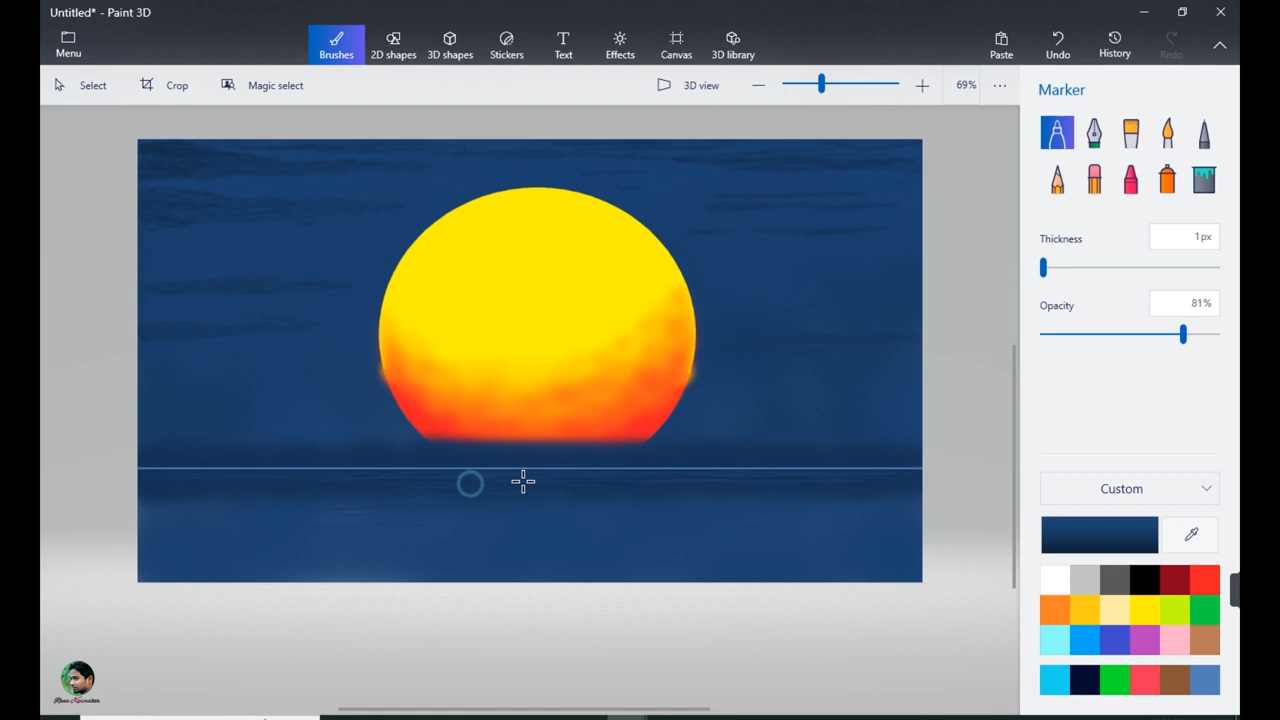 Untitled* - Paint 3D
Menu
Brushes
2D shapes
3D shapes
Stickers
Text
Effects
Canvas
3D library
Paste
Undo
History
Redo
Select
Crop
Magic select
3D view
69%
Marker
Thickness
1px
Opacity
81%
Custom